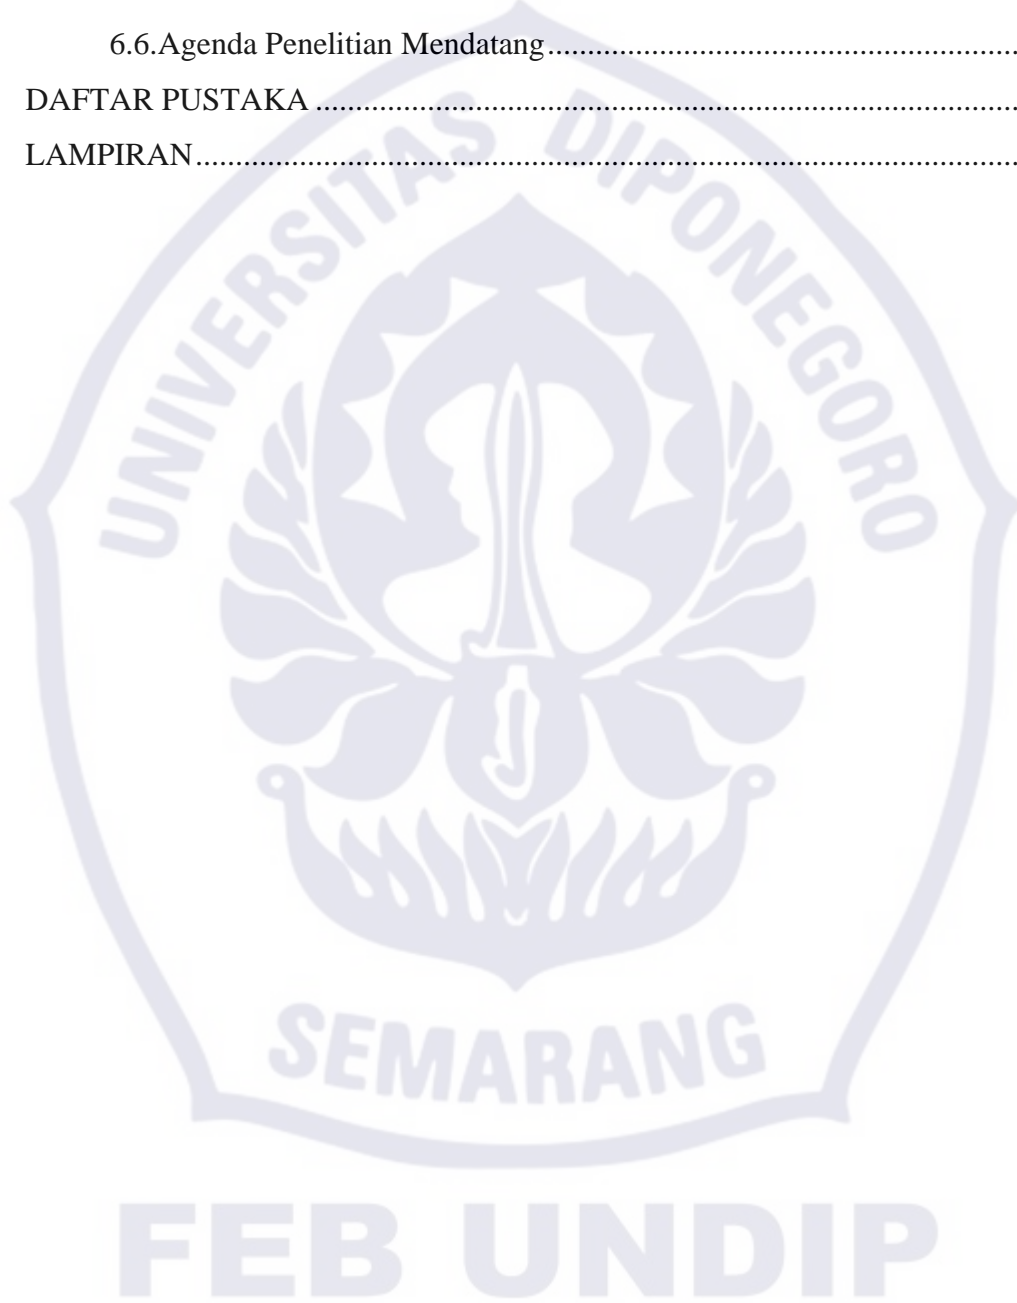 6.6.Agenda Penelitian Mendatang......................................................................
DAFTAR PUSTAKA ..................................................................................................
LAMPIRAN.................................................................................................................
UNIVERSITAS DIPONEGORO
SEMARANG
FEB UNDIP